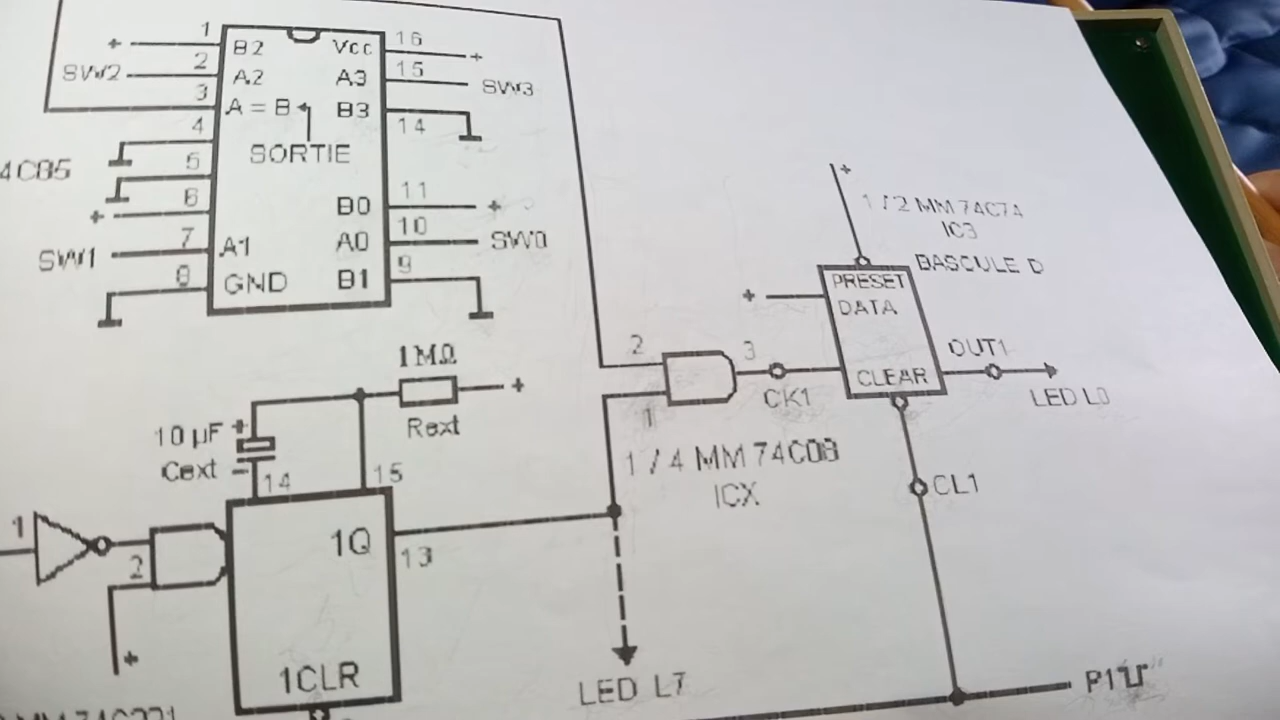 1
B2
Vcc
16
+
+
SW2
2
A2
A3
15
SW3
3
A = B
B3
14
4
SORTIE
4C85
5
6
+
B0
11
+
SW1
7
A1
A0
10
SW0
8
GND
B1
9
+
1/2 MM 74C74
IC3
BASCULE D
PRESET
+
DATA
CLEAR
OUT1
LED L0
2
3
CK1
1
1 / 4 MM 74C08
ICX
CL1
1MΩ
+
Rext
10 µF
+
Cext
-
14
15
1
2
1Q
13
+
1CLR
LED L7
P1
MM 74C221